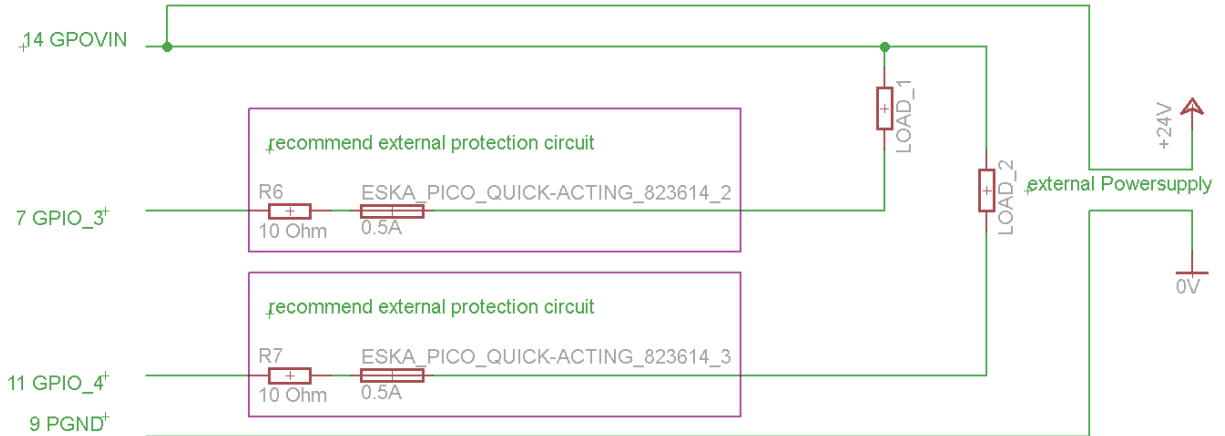 14 GPOVIN
LOAD_1
+24V
recommend external protection circuit
R6
ESKA_PICO_QUICK-ACTING_823614_2
LOAD_2
external Powersupply
7 GPIO_3
10 Ohm
0.5A
0V
recommend external protection circuit
R7
ESKA_PICO_QUICK-ACTING_823614_3
11 GPIO_4
10 Ohm
0.5A
9 PGND